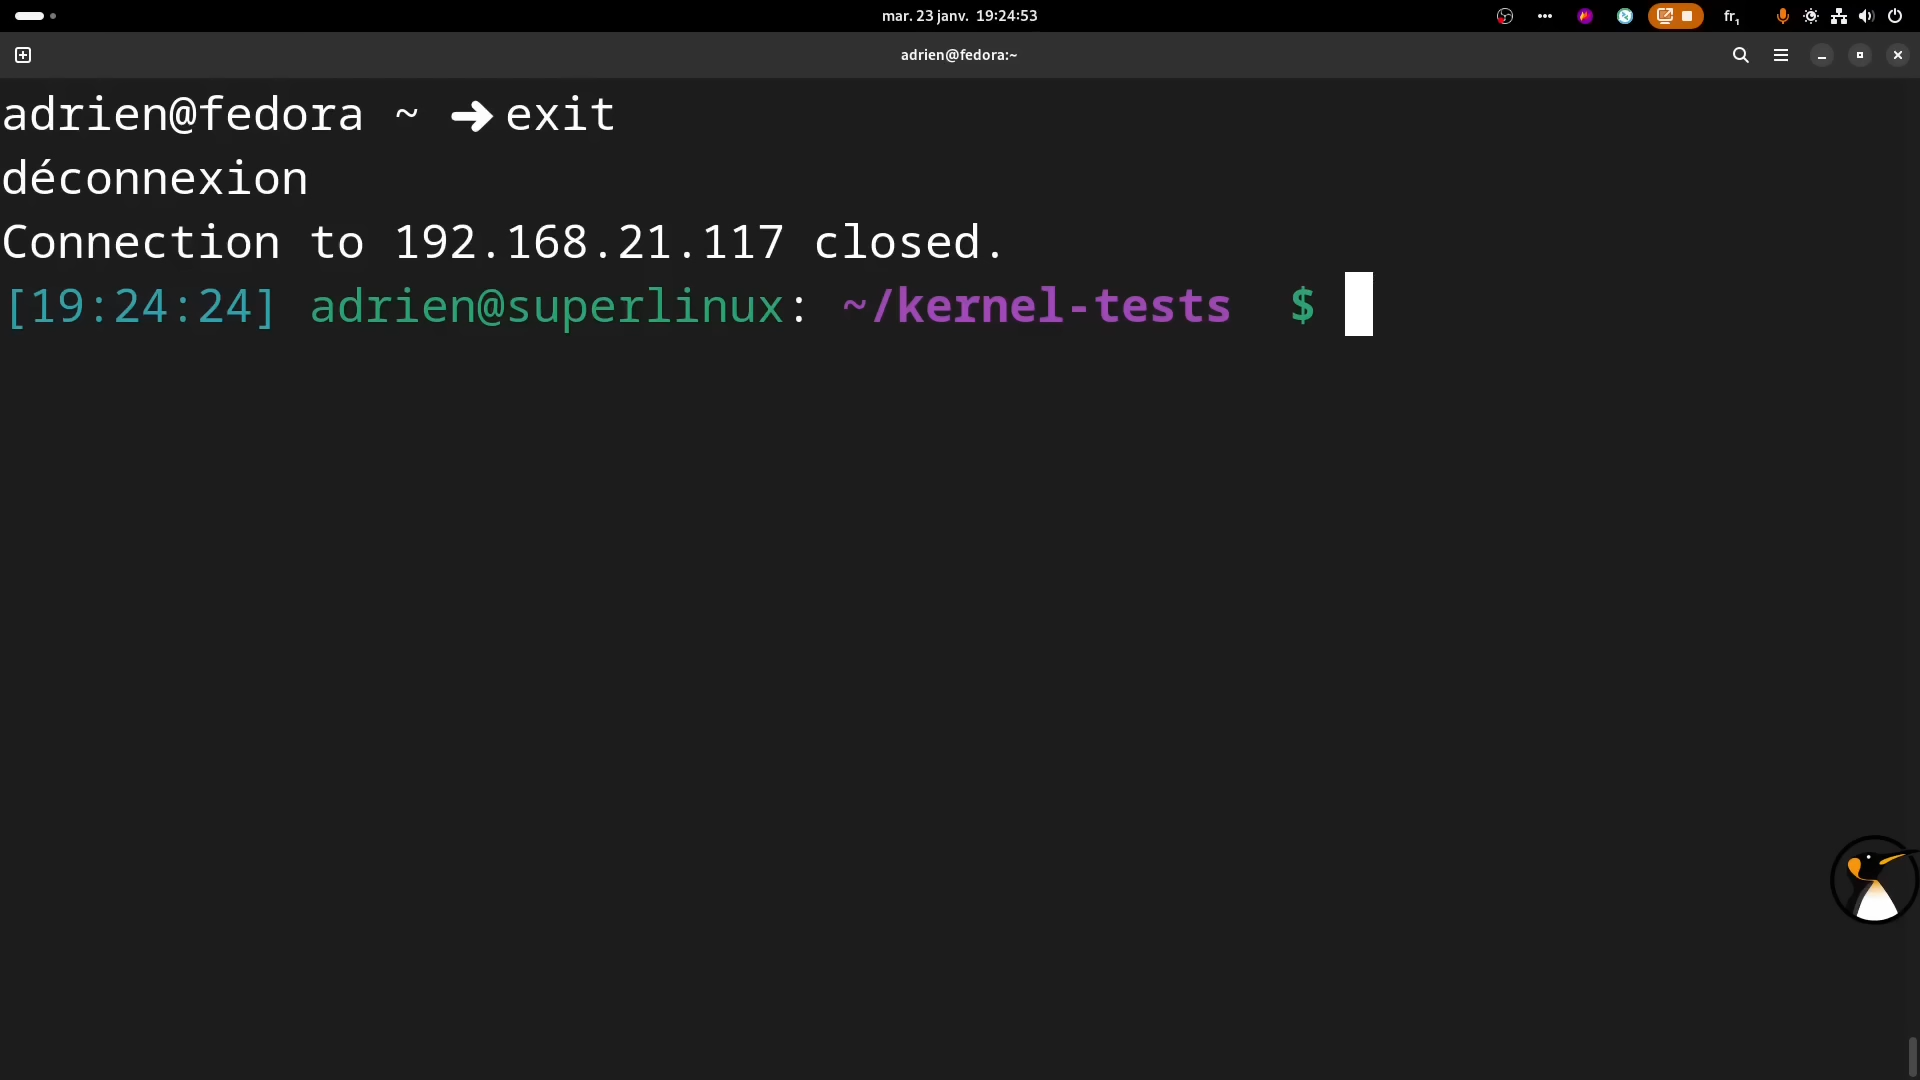 mar. 23 janv. 19:24:53
fr₁
adrien@fedora:~
adrien@fedora ~ ➜ exit
déconnexion
Connection to 192.168.21.117 closed.
[19:24:24] adrien@superlinux: ~/kernel-tests $